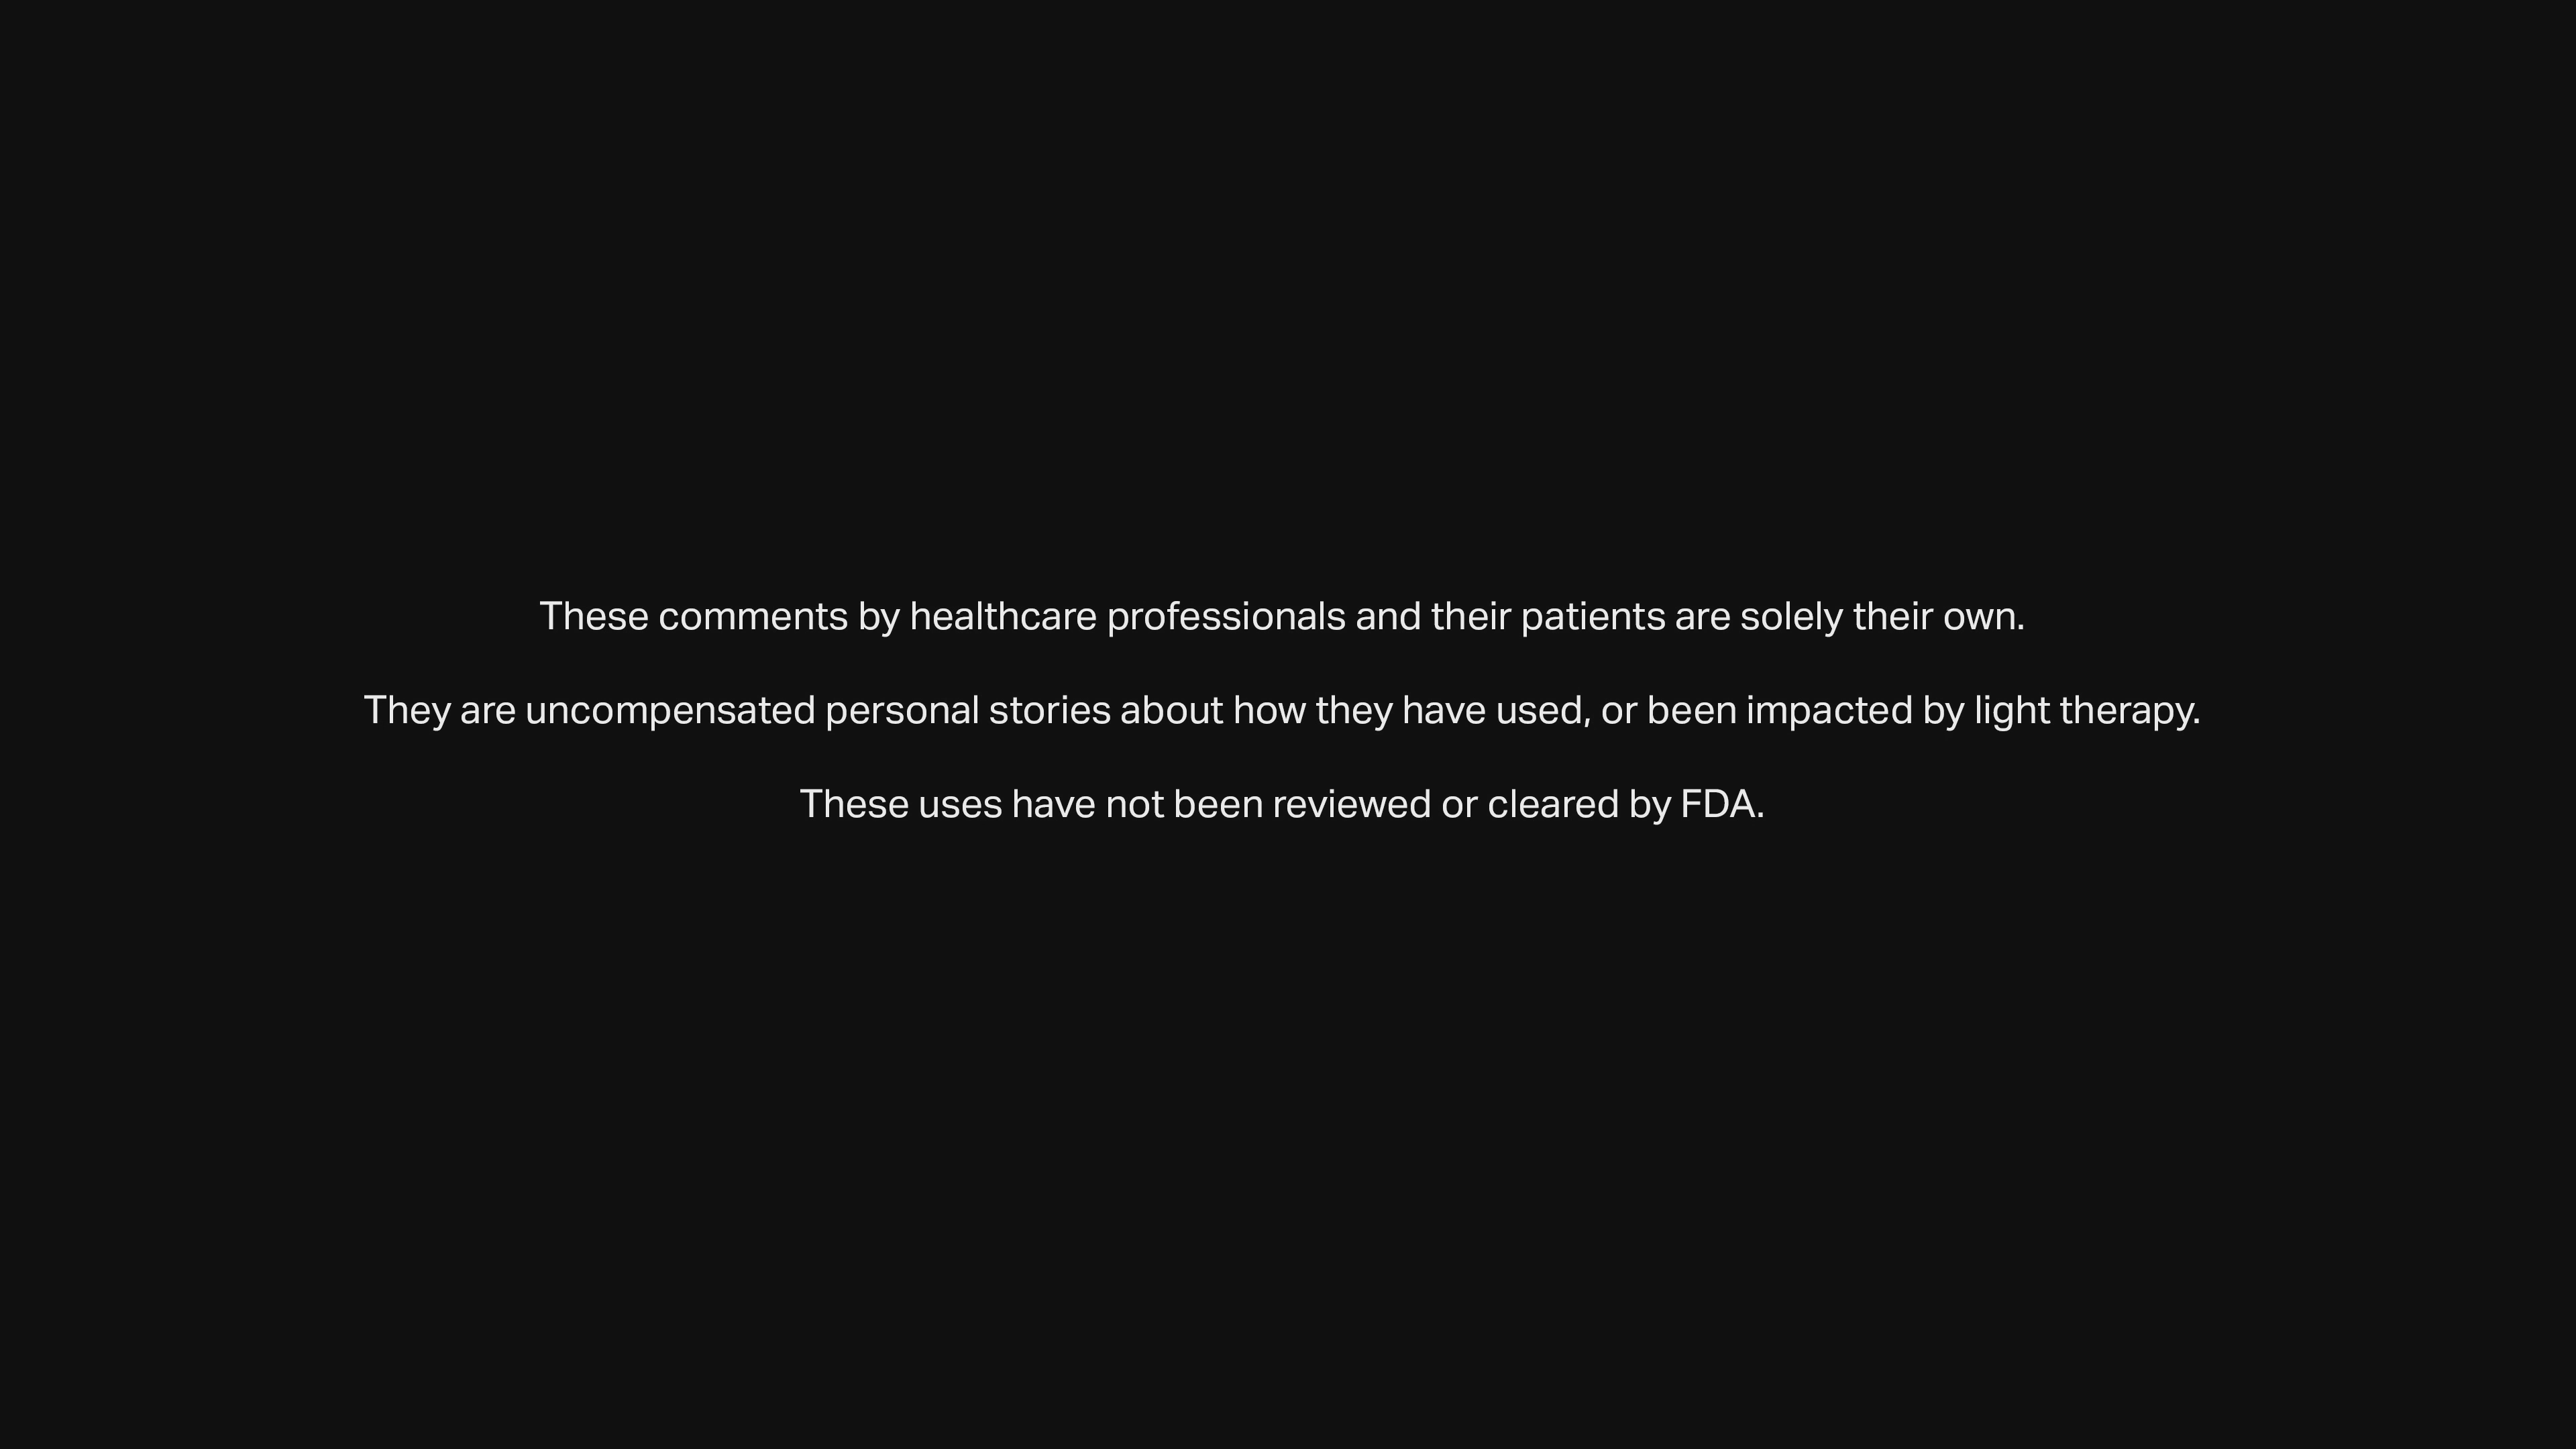 These comments by healthcare professionals and their patients are solely their own.
They are uncompensated personal stories about how they have used, or been impacted by light therapy.
These uses have not been reviewed or cleared by FDA.